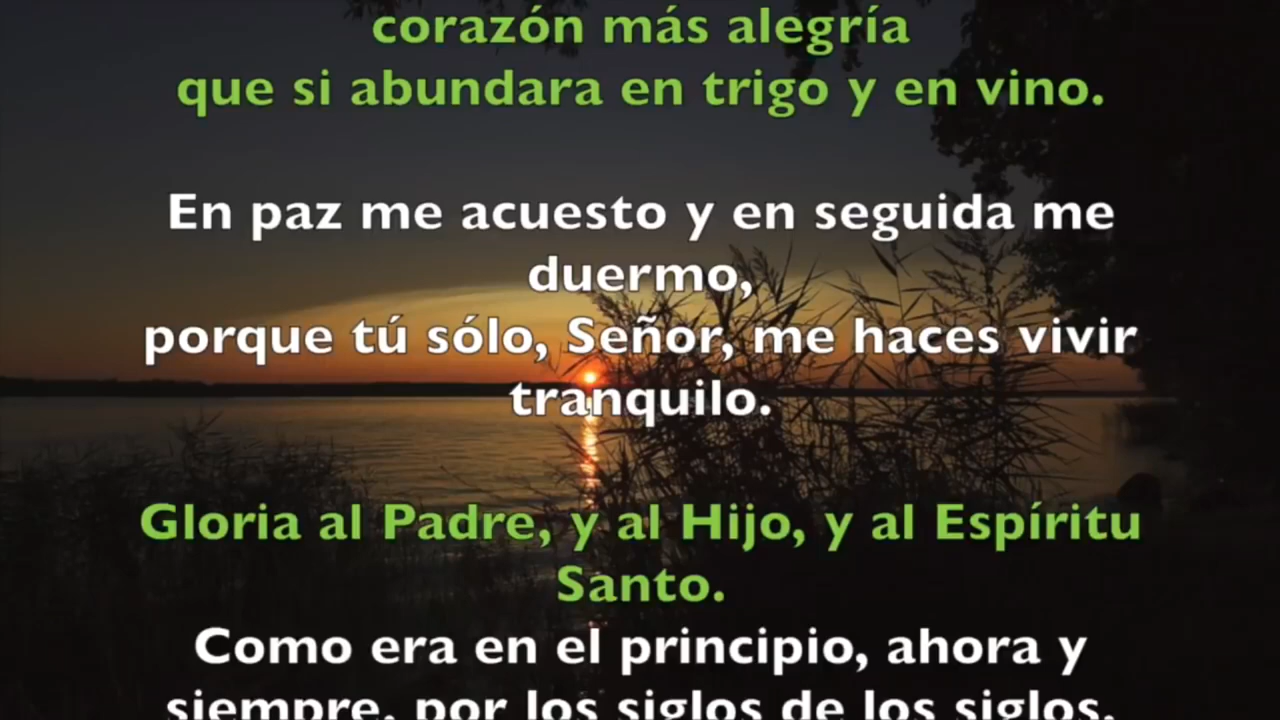 corazón más alegría
que si abundara en trigo y en vino.
En paz me acuesto y en seguida me
duermo,
porque tú sólo, Señor, me haces vivir
tranquilo.
Gloria al Padre, y al Hijo, y al Espíritu
Santo.
Como era en el principio, ahora y
siempre, por los siglos de los siglos.